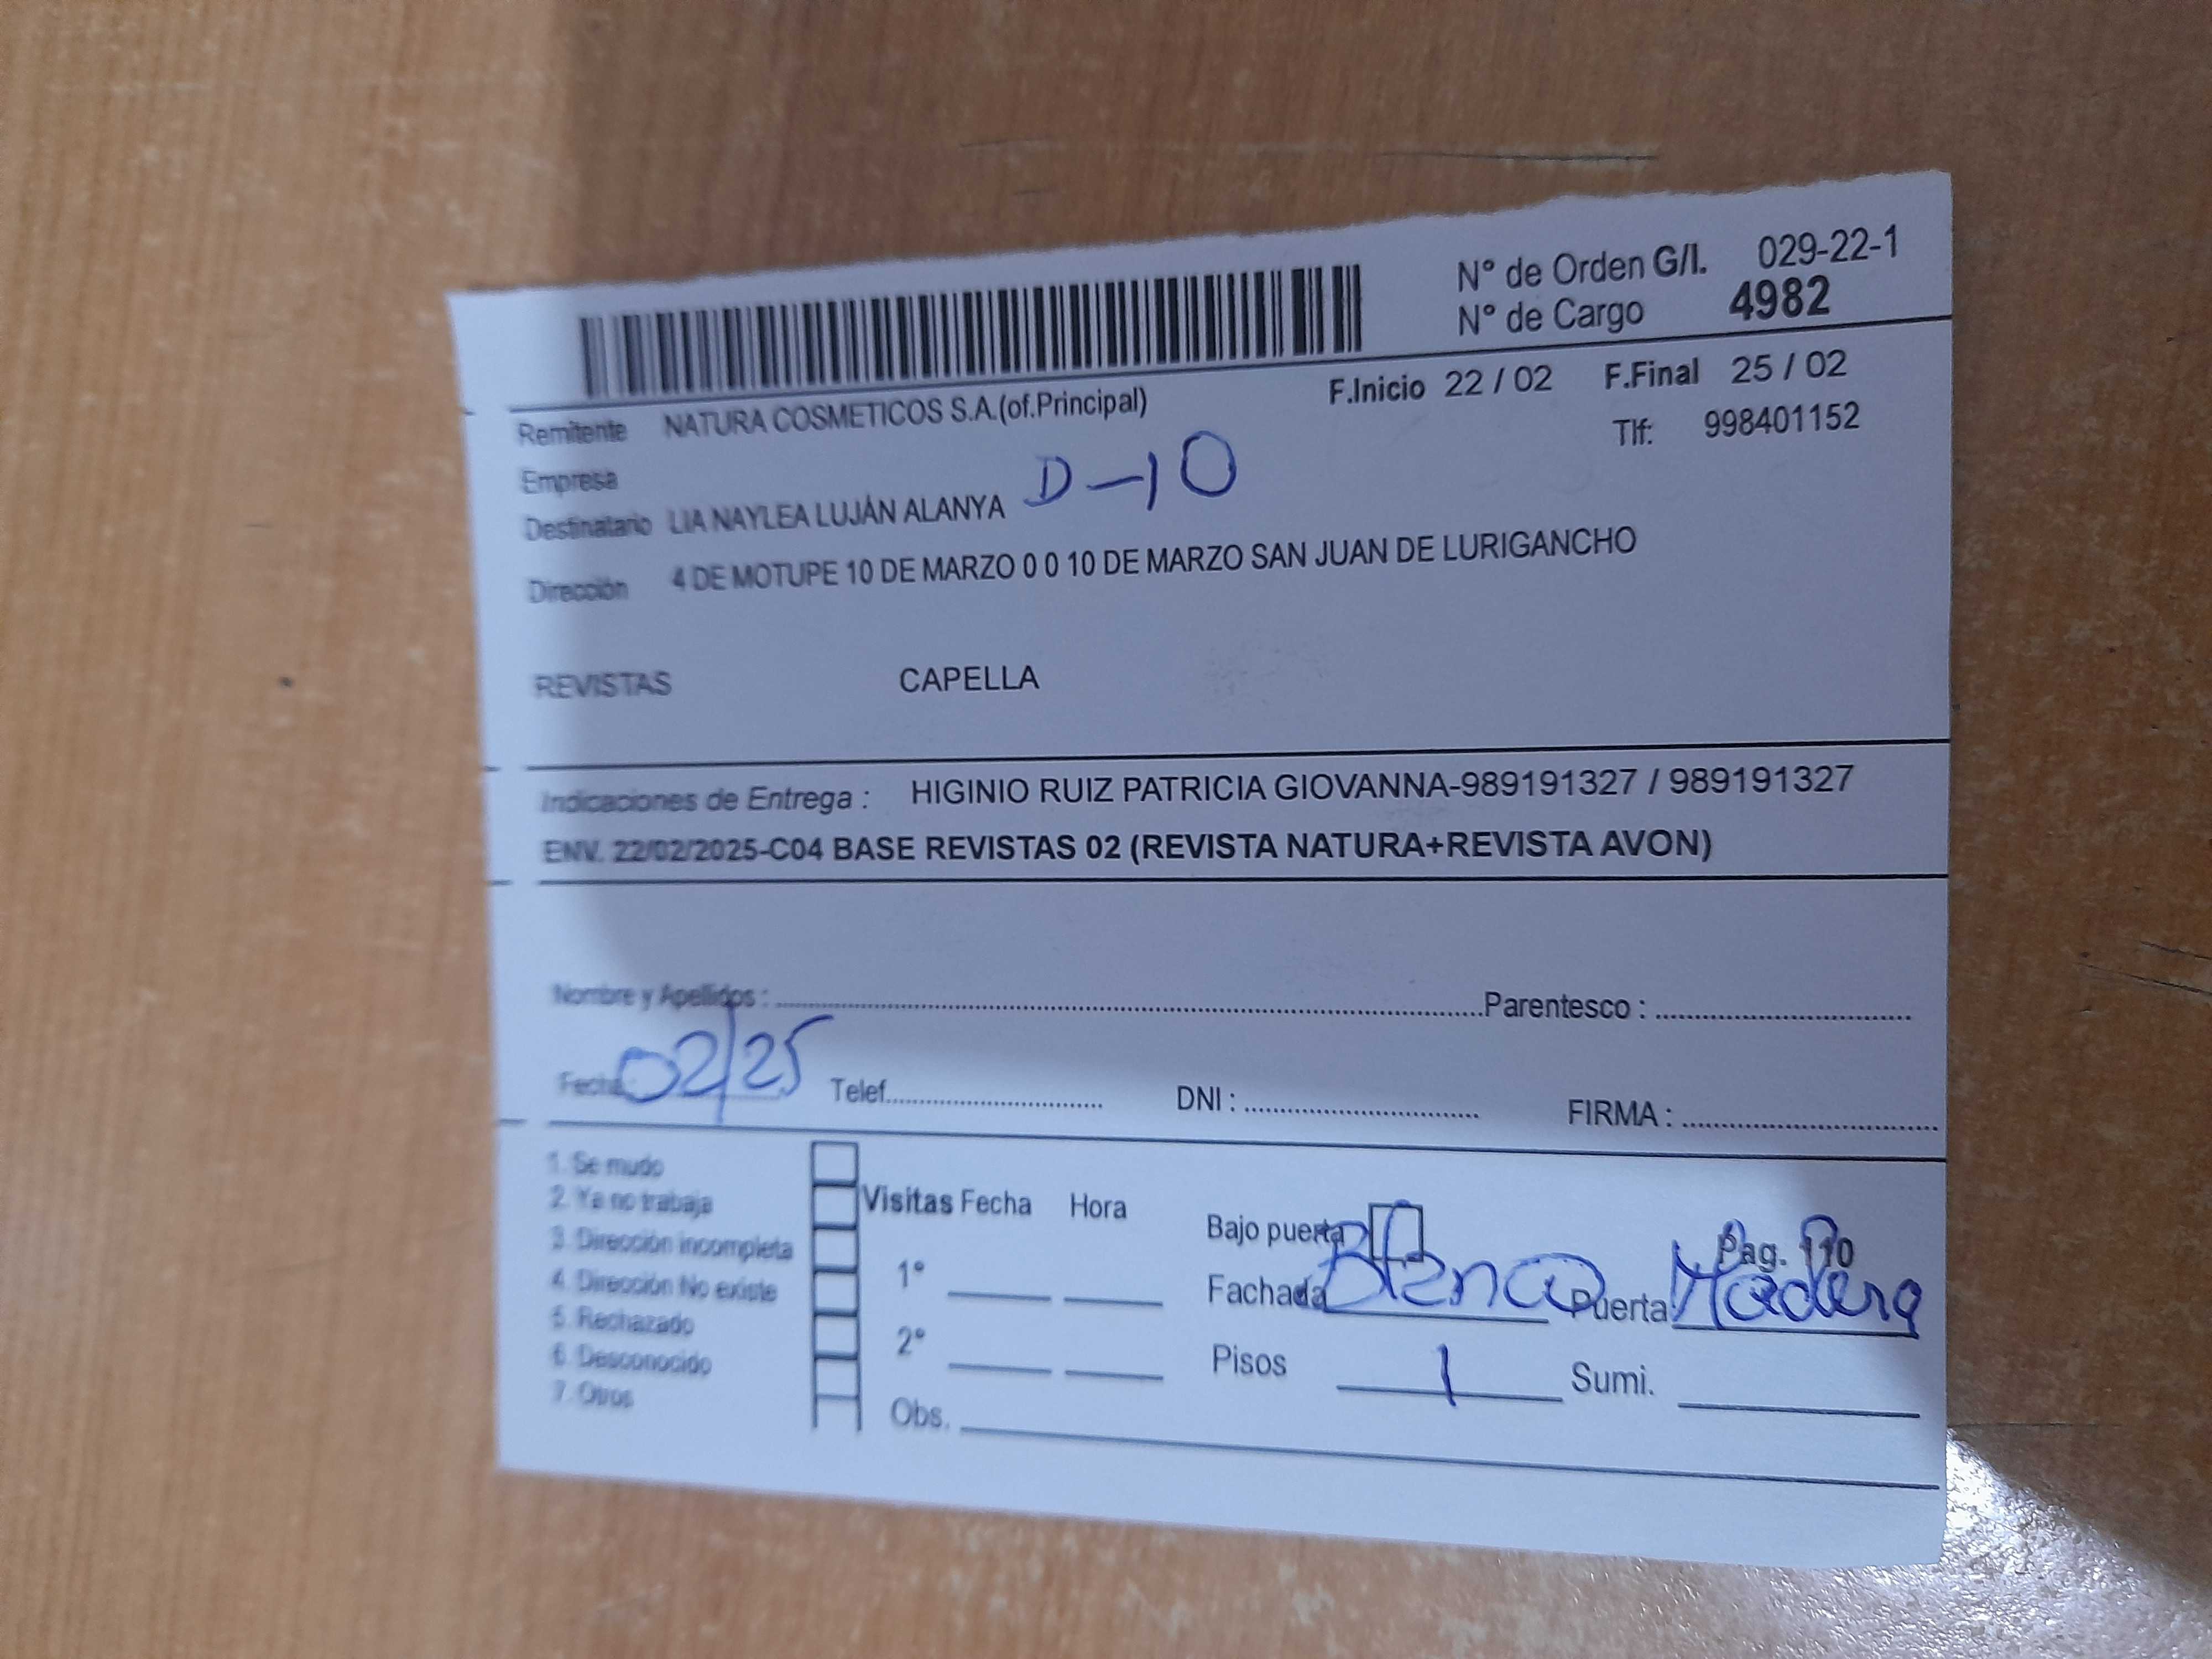 N° de Orden G/I. 029-22-1
N° de Cargo 4982
F.Inicio 22 / 02 F.Final 25 / 02
Remitente NATURA COSMETICOS S.A.(of.Principal) Tlf: 998401152
Empresa
Destinatario LIA NAYLEA LUJÁN ALANYA D-10
Dirección 4 DE MOTUPE 10 DE MARZO 0 0 10 DE MARZO SAN JUAN DE LURIGANCHO
REVISTAS CAPELLA
Indicaciones de Entrega : HIGINIO RUIZ PATRICIA GIOVANNA-989191327 / 989191327
ENV. 22/02/2025-C04 BASE REVISTAS 02 (REVISTA NATURA+REVISTA AVON)
Nombre y Apellidos : Parentesco :
Fecha: 02/25 Telef. DNI : FIRMA :
1. Se mudo
2. Ya no trabaja Visitas Fecha Hora
3. Dirección incompleta Bajo puerta Pag. 110
4. Dirección No existe 1° Fachada Blanca Puerta Madera
5. Rechazado
6. Desconocido 2° Pisos 1 Sumi.
7. Otros
Obs.